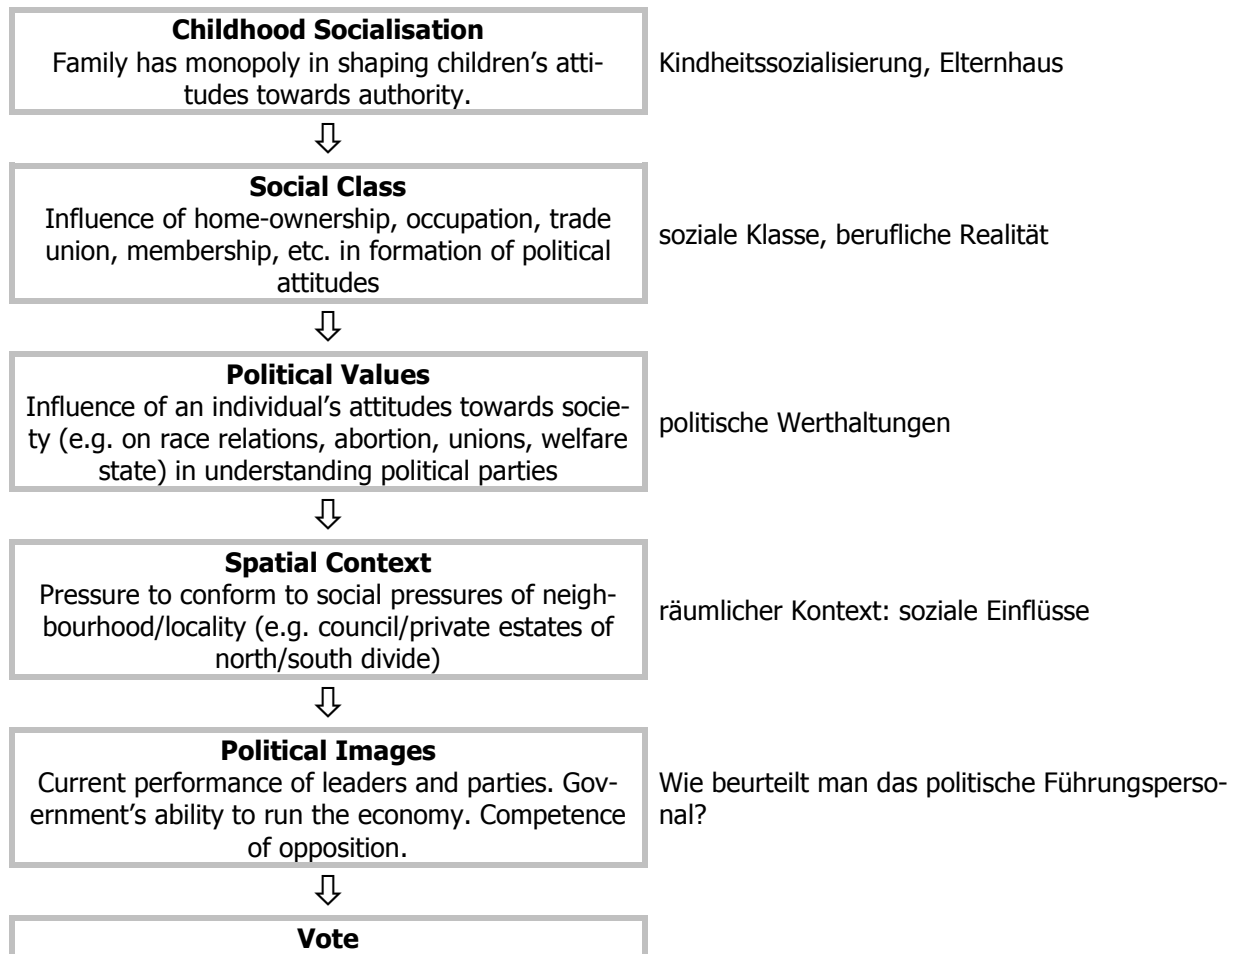 Childhood Socialisation
Family has monopoly in shaping children's atti-
tudes towards authority.
Kindheitssozialisierung, Elternhaus
⇩
Social Class
Influence of home-ownership, occupation, trade
union, membership, etc. in formation of political
attitudes
soziale Klasse, berufliche Realität
⇩
Political Values
Influence of an individual's attitudes towards socie-
ty (e.g. on race relations, abortion, unions, welfare
state) in understanding political parties
politische Werthaltungen
⇩
Spatial Context
Pressure to conform to social pressures of neigh-
bourhood/locality (e.g. council/private estates of
north/south divide)
räumlicher Kontext: soziale Einflüsse
⇩
Political Images
Current performance of leaders and parties. Gov-
ernment's ability to run the economy. Competence
of opposition.
Wie beurteilt man das politische Führungsperso-
nal?
⇩
Vote